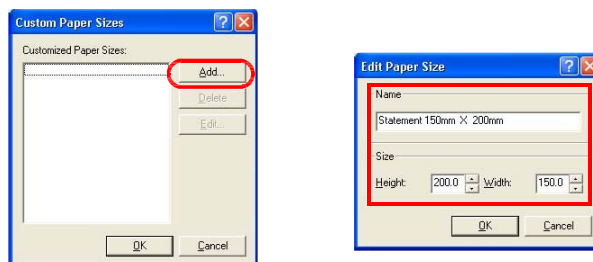 Custom Paper Sizes
Customized Paper Sizes:
Add...
Delete
Edit...
OK Cancel
Edit Paper Size
Name
Statement 150mm X 200mm
Size
Height: 200.0 Width: 150.0
OK Cancel